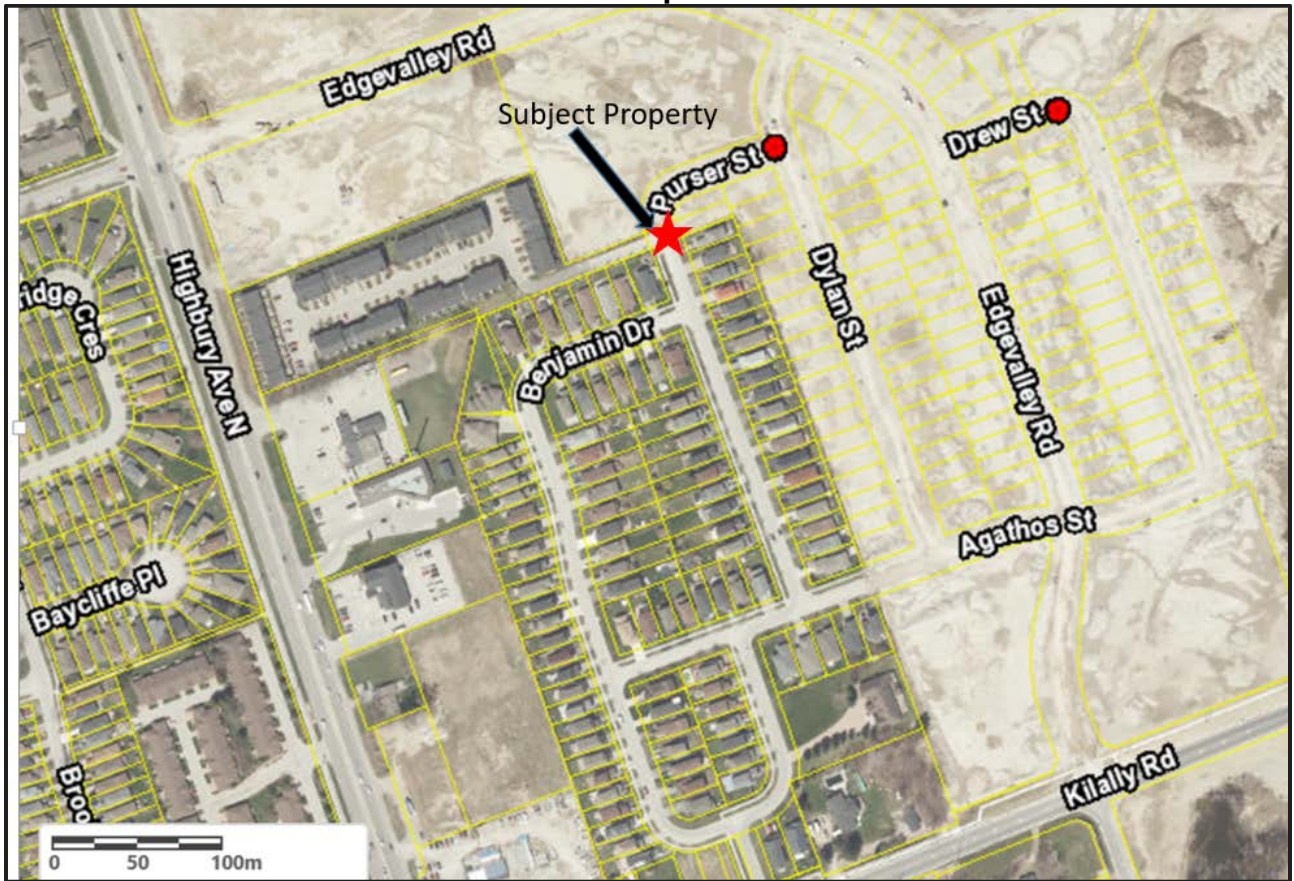 Edgevalley Rd
Subject Property
Purser St
Drew St
Highbury Ave N
ridge Cres
Dylan St
Benjamin Dr
Edgevalley Rd
Agathos St
Baycliffe Pl
Kilally Rd
Broo
0 50 100m